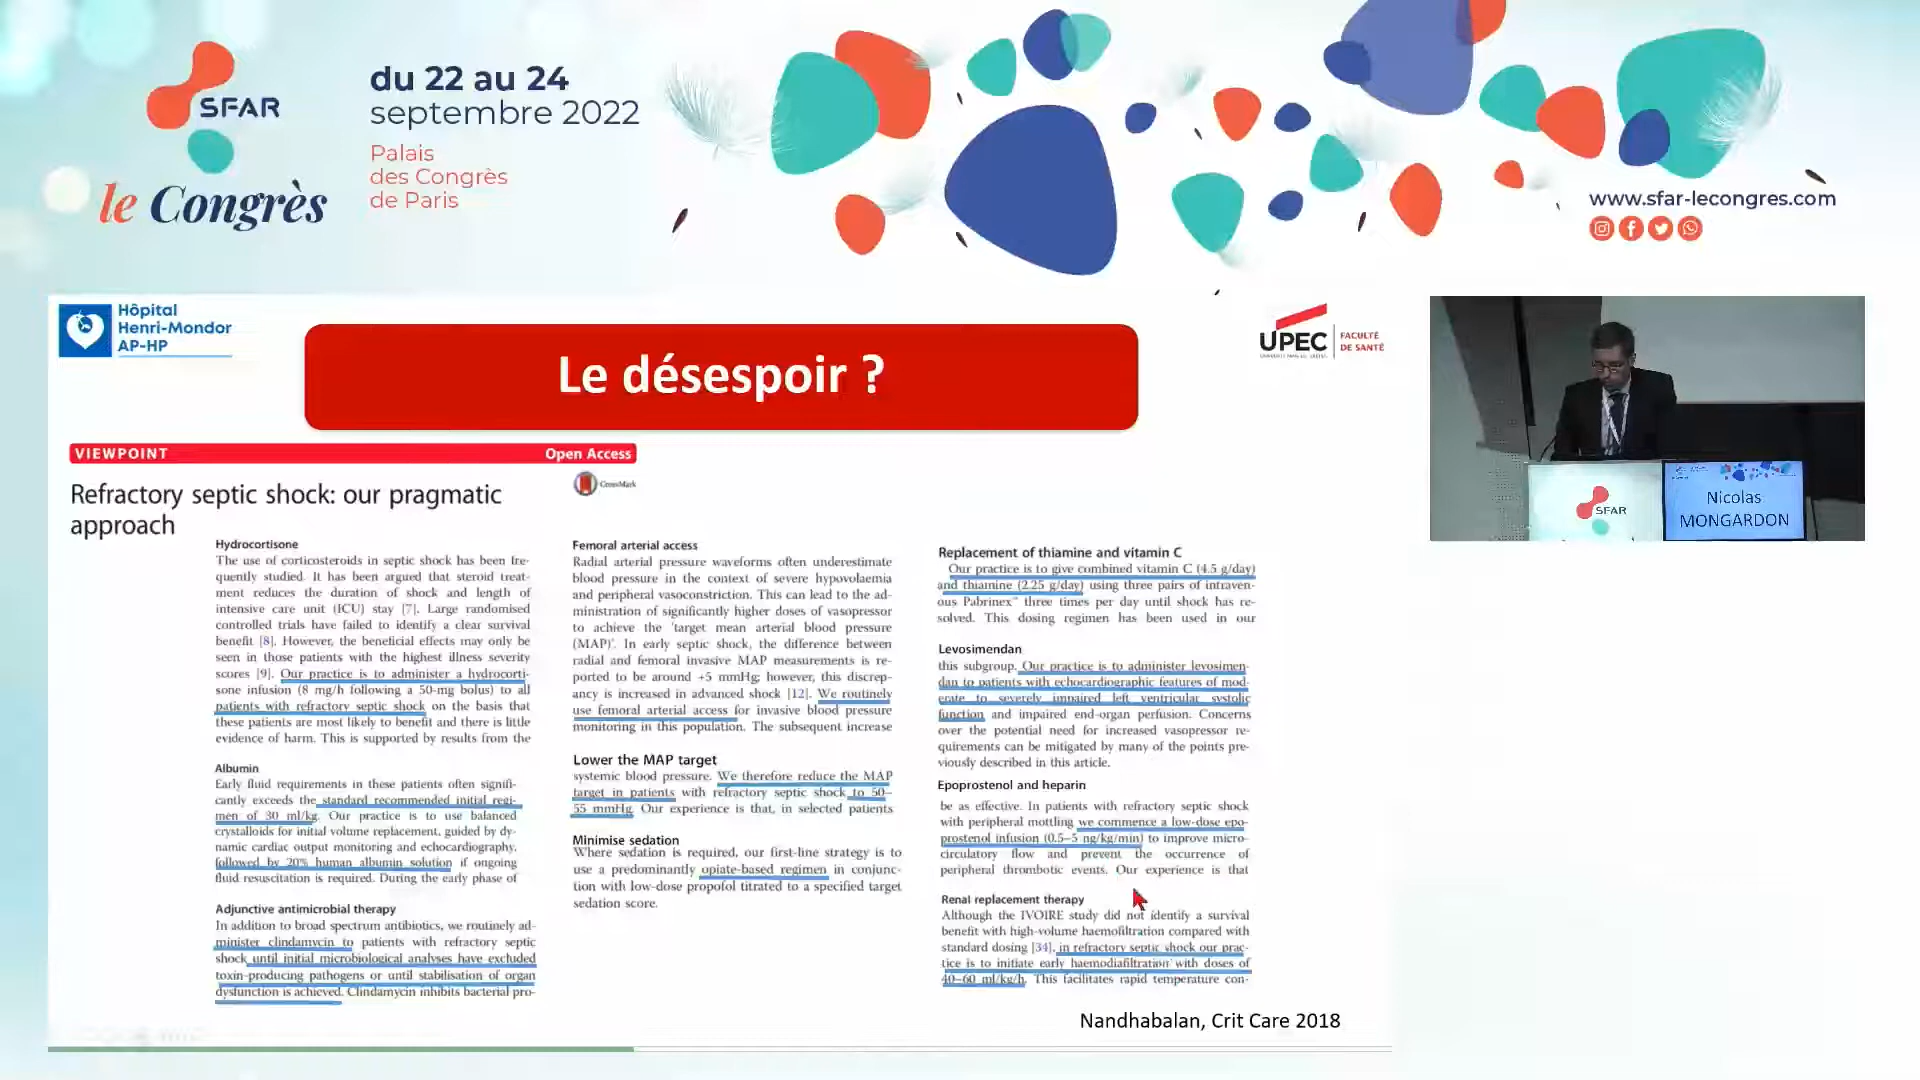 SFAR
le Congrès
du 22 au 24
septembre 2022
Palais
des Congrès
de Paris
www.sfar-lecongres.com
Hôpital
Henri-Mondor
AP-HP
Le désespoir ?
UPEC
FACULTÉ
DE SANTÉ
VIEWPOINT
Open Access
CrossMark
Refractory septic shock: our pragmatic
approach
Hydrocortisone
The use of corticosteroids in septic shock has been fre-
quently studied. It has been argued that steroid treat-
ment reduces the duration of shock and length of
intensive care unit (ICU) stay [7]. Large randomised
controlled trials have failed to identify a clear survival
benefit [8]. However, the beneficial effects may only be
seen in those patients with the highest illness severity
scores [9]. Our practice is to administer a hydrocorti-
sone infusion (8 mg/h following a 50-mg bolus) to all
patients with refractory septic shock on the basis that
these patients are most likely to benefit and there is little
evidence of harm. This is supported by results from the
Albumin
Early fluid requirements in these patients often signifi-
cantly exceeds the standard recommended initial regi-
men of 30 ml/kg. Our practice is to use balanced
crystalloids for initial volume replacement, guided by dy-
namic cardiac output monitoring and echocardiography,
followed by 20% human albumin solution if ongoing
fluid resuscitation is required. During the early phase of
Adjunctive antimicrobial therapy
In addition to broad spectrum antibiotics, we routinely ad-
minister clindamycin to patients with refractory septic
shock until initial microbiological analyses have excluded
toxin-producing pathogens or until stabilisation of organ
dysfunction is achieved. Clindamycin inhibits bacterial pro-
Femoral arterial access
Radial arterial pressure waveforms often underestimate
blood pressure in the context of severe hypovolaemia
and peripheral vasoconstriction. This can lead to the ad-
ministration of significantly higher doses of vasopressor
to achieve the 'target mean arterial blood pressure
(MAP)'. In early septic shock, the difference between
radial and femoral invasive MAP measurements is re-
ported to be around +5 mmHg; however, this discrep-
ancy is increased in advanced shock [12]. We routinely
use femoral arterial access for invasive blood pressure
monitoring in this population. The subsequent increase
Lower the MAP target
systemic blood pressure. We therefore reduce the MAP
target in patients with refractory septic shock to 50–
55 mmHg. Our experience is that, in selected patients
Minimise sedation
Where sedation is required, our first-line strategy is to
use a predominantly opiate-based regimen in conjunc-
tion with low-dose propofol titrated to a specified target
sedation score.
Replacement of thiamine and vitamin C
Our practice is to give combined vitamin C (4.5 g/day)
and thiamine (2.25 g/day) using three pairs of intraven-
ous Pabrinex™ three times per day until shock has re-
solved. This dosing regimen has been used in our
Levosimendan
this subgroup. Our practice is to administer levosimen-
dan to patients with echocardiographic features of mod-
erate to severely impaired left ventricular systolic
function and impaired end-organ perfusion. Concerns
over the potential need for increased vasopressor re-
quirements can be mitigated by many of the points pre-
viously described in this article.
Epoprostenol and heparin
be as effective. In patients with refractory septic shock
with peripheral mottling we commence a low-dose epo-
prostenol infusion (0.5–5 ng/kg/min) to improve micro-
circulatory flow and prevent the occurrence of
peripheral thrombotic events. Our experience is that
Renal replacement therapy
Although the IVOIRE study did not identify a survival
benefit with high-volume haemofiltration compared with
standard dosing [34], in refractory septic shock our prac-
tice is to initiate early haemodiafiltration with doses of
40–60 ml/kg/h. This facilitates rapid temperature con-
Nandhabalan, Crit Care 2018
SFAR
Nicolas
MONGARDON